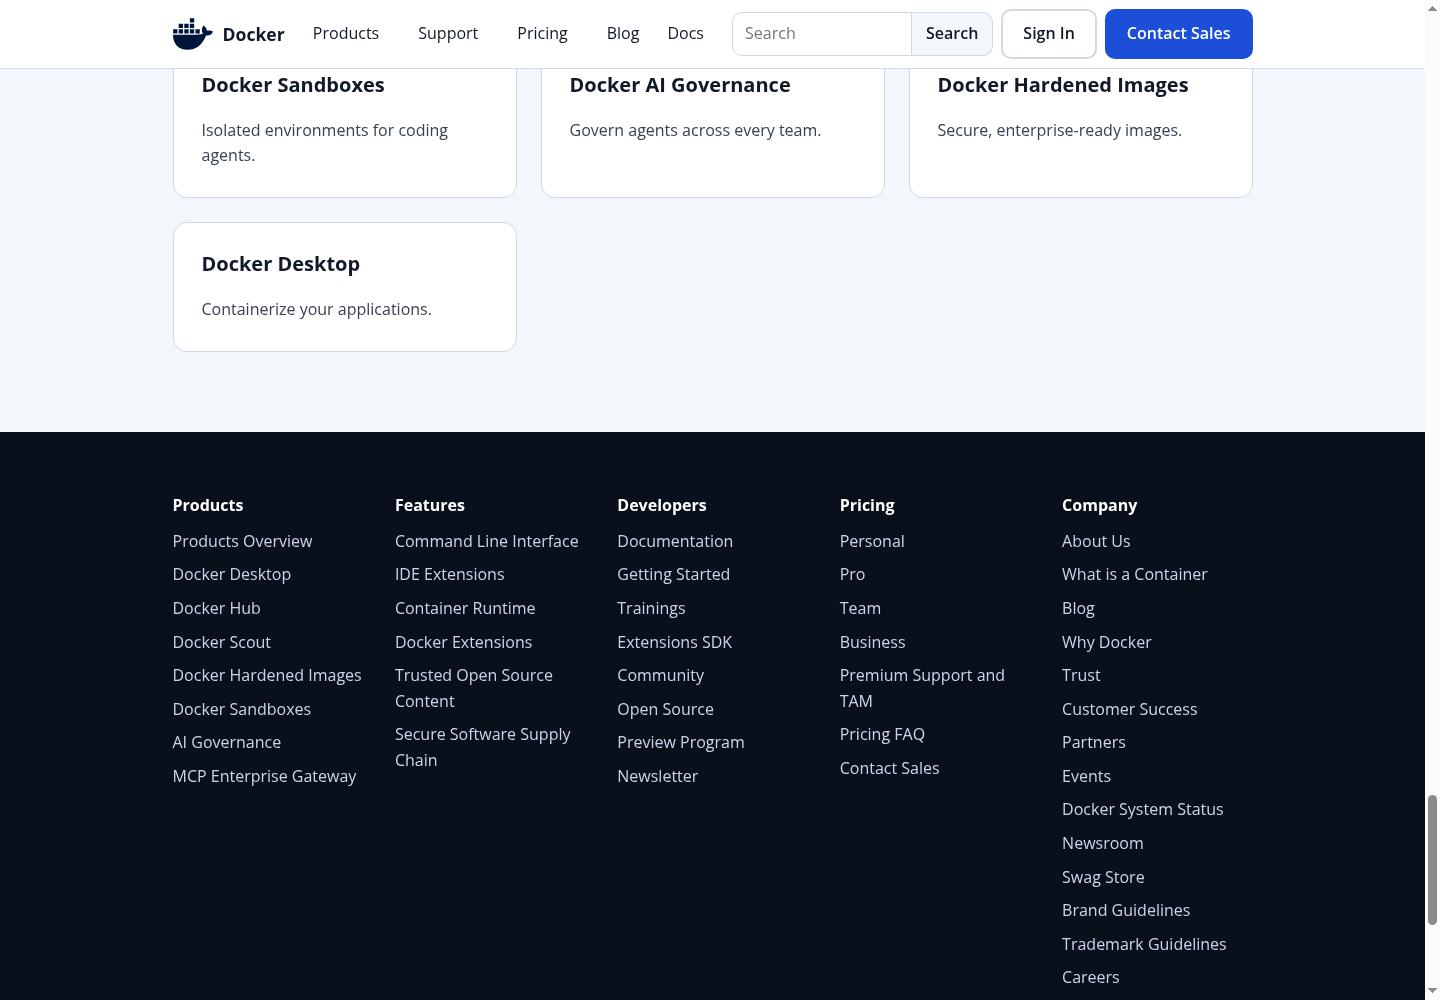 Docker
Products
Support
Pricing
Blog
Docs
Search
Search
Sign In
Contact Sales
Docker Sandboxes
Isolated environments for coding
agents.
Docker AI Governance
Govern agents across every team.
Docker Hardened Images
Secure, enterprise-ready images.
Docker Desktop
Containerize your applications.
Products
Products Overview
Docker Desktop
Docker Hub
Docker Scout
Docker Hardened Images
Docker Sandboxes
AI Governance
MCP Enterprise Gateway
Features
Command Line Interface
IDE Extensions
Container Runtime
Docker Extensions
Trusted Open Source
Content
Secure Software Supply
Chain
Developers
Documentation
Getting Started
Trainings
Extensions SDK
Community
Open Source
Preview Program
Newsletter
Pricing
Personal
Pro
Team
Business
Premium Support and
TAM
Pricing FAQ
Contact Sales
Company
About Us
What is a Container
Blog
Why Docker
Trust
Customer Success
Partners
Events
Docker System Status
Newsroom
Swag Store
Brand Guidelines
Trademark Guidelines
Careers